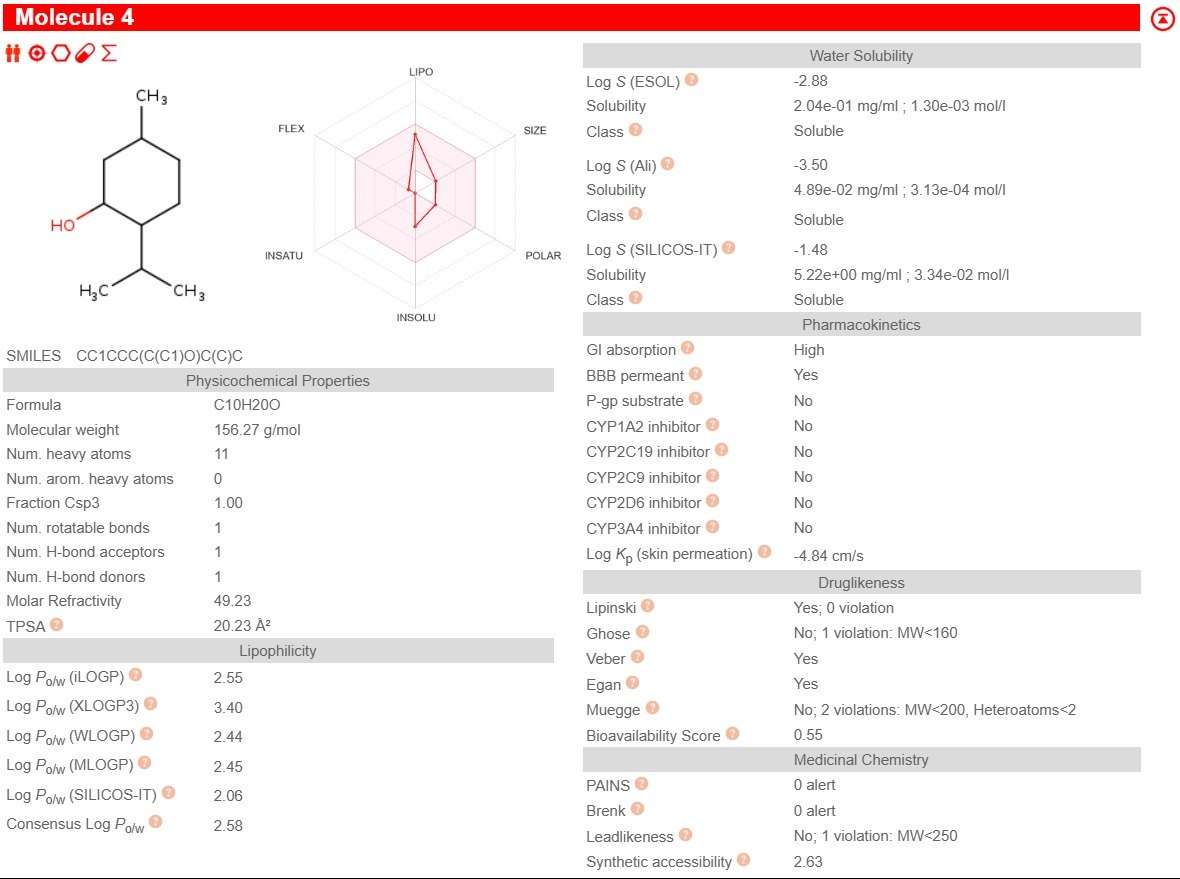 Molecule 4
CH3
HO
H3C
CH3
LIPO
FLEX
SIZE
INSATU
POLAR
INSOLU
SMILES CC1CCC(C(C1)O)C(C)C
Physicochemical Properties
Formula C10H20O
Molecular weight 156.27 g/mol
Num. heavy atoms 11
Num. arom. heavy atoms 0
Fraction Csp3 1.00
Num. rotatable bonds 1
Num. H-bond acceptors 1
Num. H-bond donors 1
Molar Refractivity 49.23
TPSA ? 20.23 Å²
Lipophilicity
Log Po/w (iLOGP) ? 2.55
Log Po/w (XLOGP3) ? 3.40
Log Po/w (WLOGP) ? 2.44
Log Po/w (MLOGP) ? 2.45
Log Po/w (SILICOS-IT) ? 2.06
Consensus Log Po/w ? 2.58
Water Solubility
Log S (ESOL) ? -2.88
Solubility 2.04e-01 mg/ml ; 1.30e-03 mol/l
Class ? Soluble
Log S (Ali) ? -3.50
Solubility 4.89e-02 mg/ml ; 3.13e-04 mol/l
Class ? Soluble
Log S (SILICOS-IT) ? -1.48
Solubility 5.22e+00 mg/ml ; 3.34e-02 mol/l
Class ? Soluble
Pharmacokinetics
GI absorption ? High
BBB permeant ? Yes
P-gp substrate ? No
CYP1A2 inhibitor ? No
CYP2C19 inhibitor ? No
CYP2C9 inhibitor ? No
CYP2D6 inhibitor ? No
CYP3A4 inhibitor ? No
Log Kp (skin permeation) ? -4.84 cm/s
Druglikeness
Lipinski ? Yes; 0 violation
Ghose ? No; 1 violation: MW<160
Veber ? Yes
Egan ? Yes
Muegge ? No; 2 violations: MW<200, Heteroatoms<2
Bioavailability Score ? 0.55
Medicinal Chemistry
PAINS ? 0 alert
Brenk ? 0 alert
Leadlikeness ? No; 1 violation: MW<250
Synthetic accessibility ? 2.63